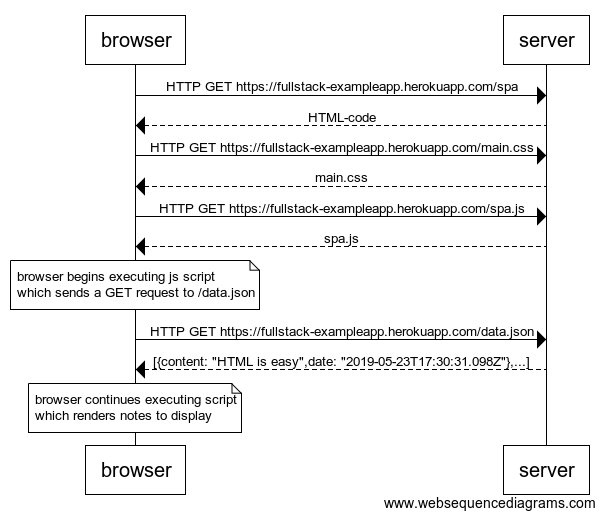 browser
server
HTTP GET https://fullstack-exampleapp.herokuapp.com/spa
HTML-code
HTTP GET https://fullstack-exampleapp.herokuapp.com/main.css
main.css
HTTP GET https://fullstack-exampleapp.herokuapp.com/spa.js
spa.js
browser begins executing js script
which sends a GET request to /data.json
HTTP GET https://fullstack-exampleapp.herokuapp.com/data.json
[{content: "HTML is easy",date: "2019-05-23T17:30:31.098Z"},...]
browser continues executing script
which renders notes to display
browser
server
www.websequencediagrams.com